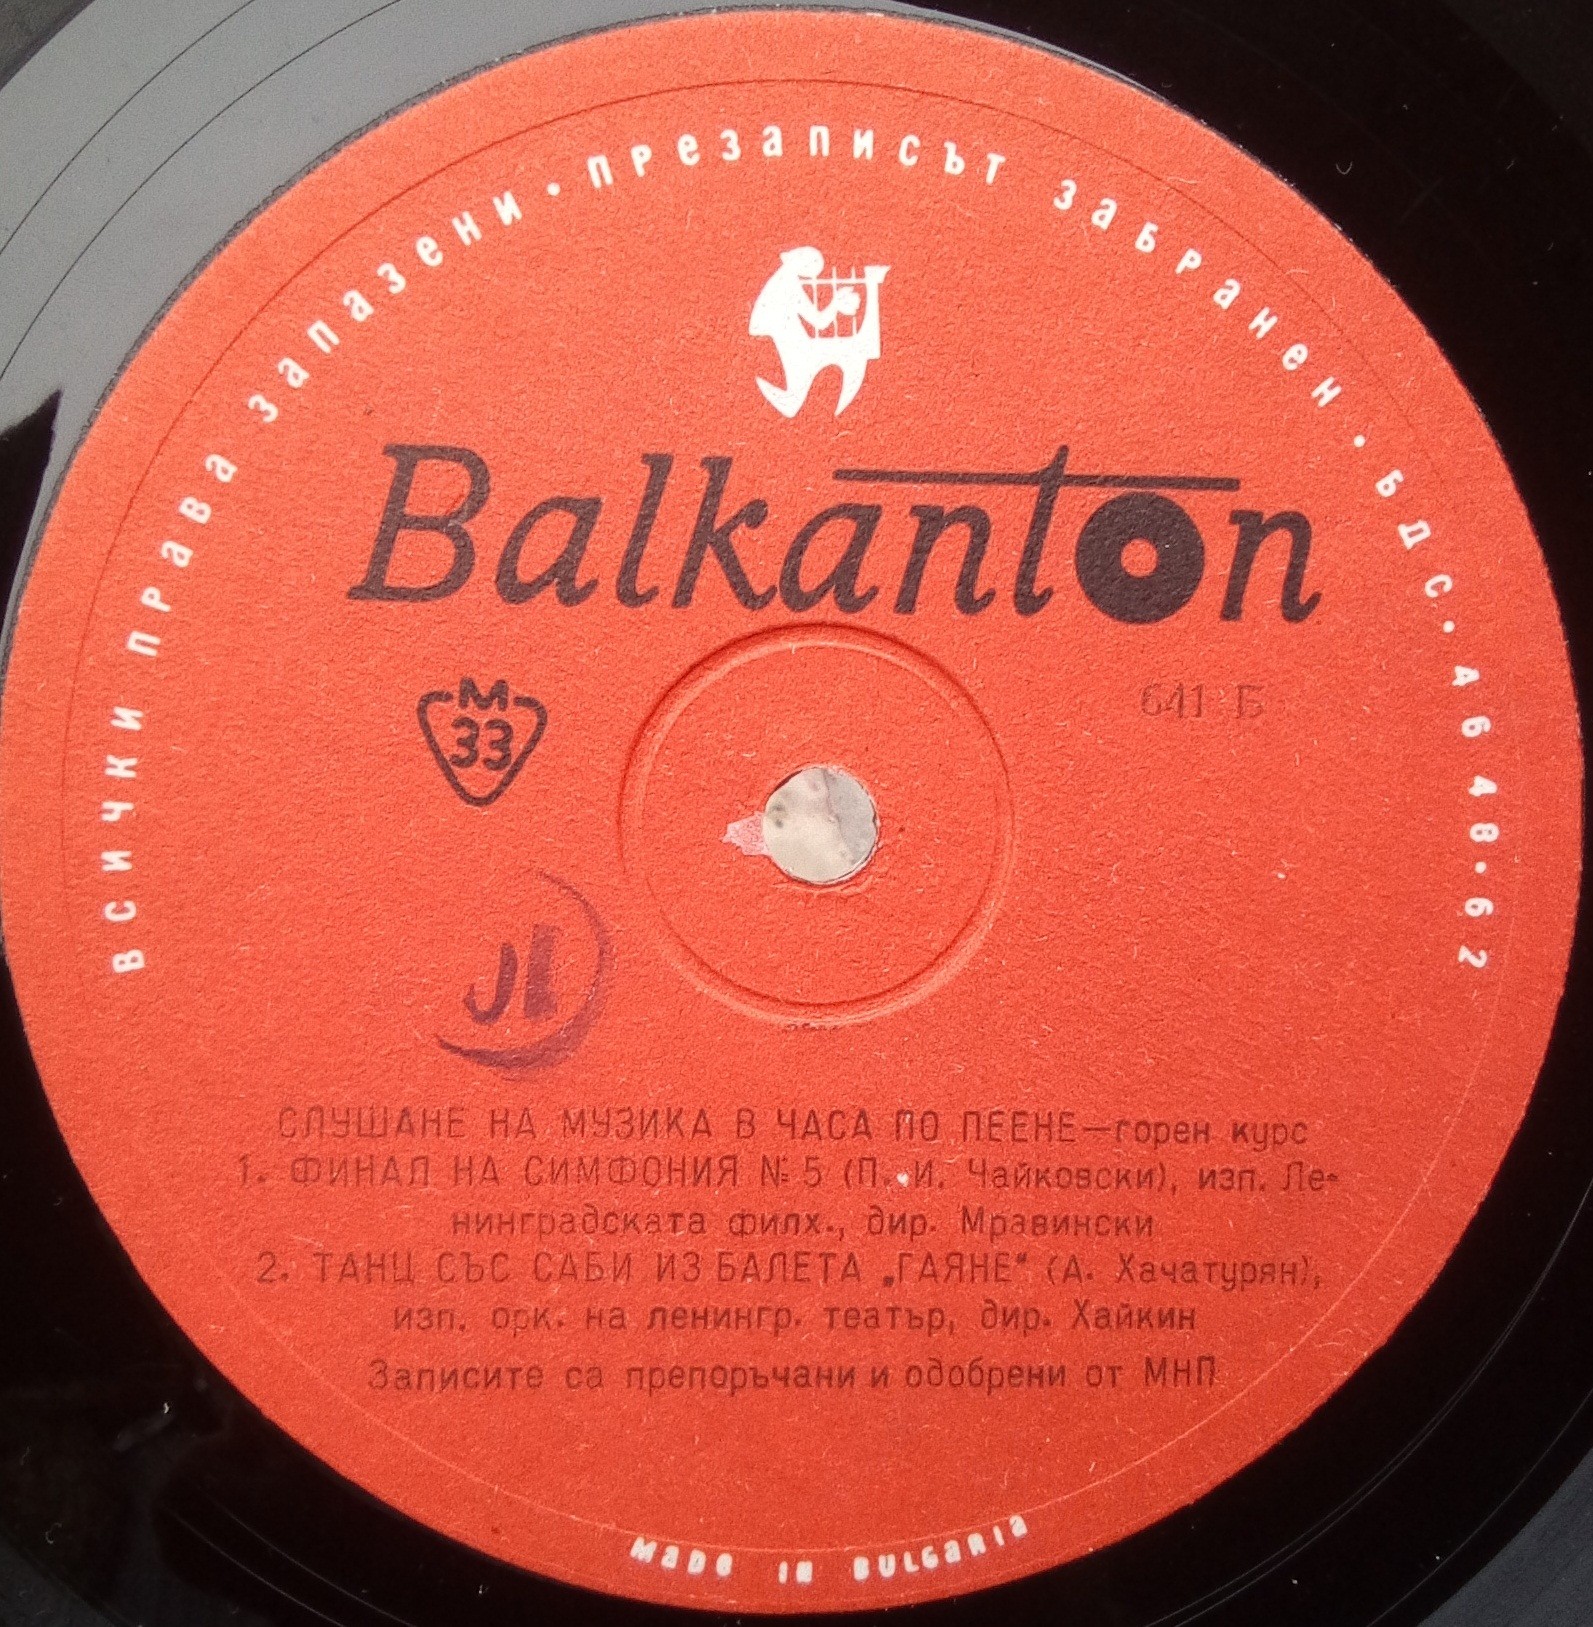 всички права запазени · презаписът забранен · БДС · 4648-62
Balkanton
М
33
641 Б
СЛУШАНЕ НА МУЗИКА В ЧАСА ПО ПЕЕНЕ—горен курс
1. ФИНАЛ НА СИМФОНИЯ № 5 (П. И. Чайковски), изп. Ле-
нинградската филх., дир. Мравински
2. ТАНЦ СЪС САБИ ИЗ БАЛЕТА „ГАЯНЕ“ (А. Хачатурян),
изп. орк. на ленингр. театър, дир. Хайкин
Записите са препоръчани и одобрени от МНП
MaDe IN BULGaRIa